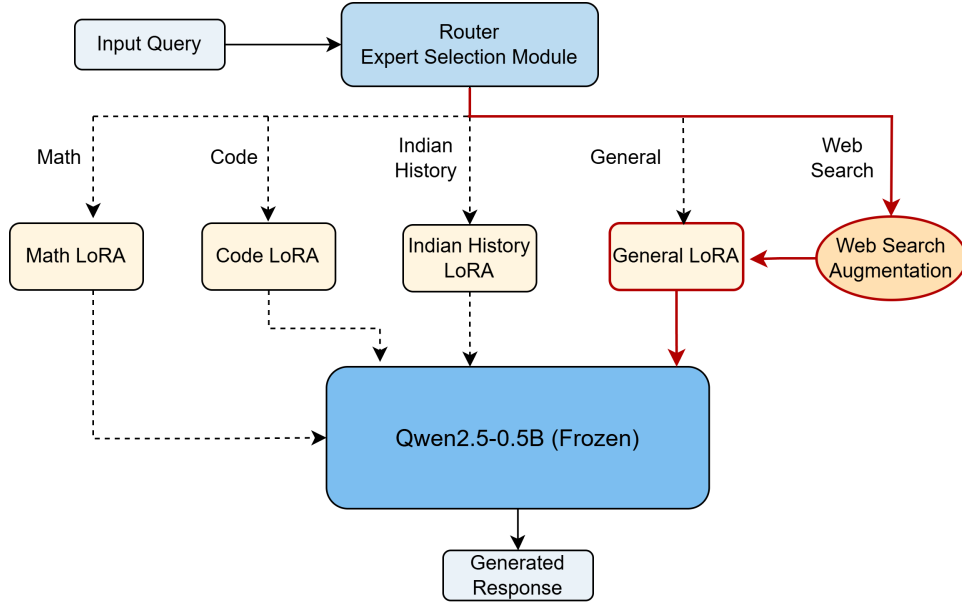 Input Query
Router
Expert Selection Module
Math
Code
Indian
History
General
Web
Search
Math LoRA
Code LoRA
Indian History
LoRA
General LoRA
Web Search
Augmentation
Qwen2.5-0.5B (Frozen)
Generated
Response